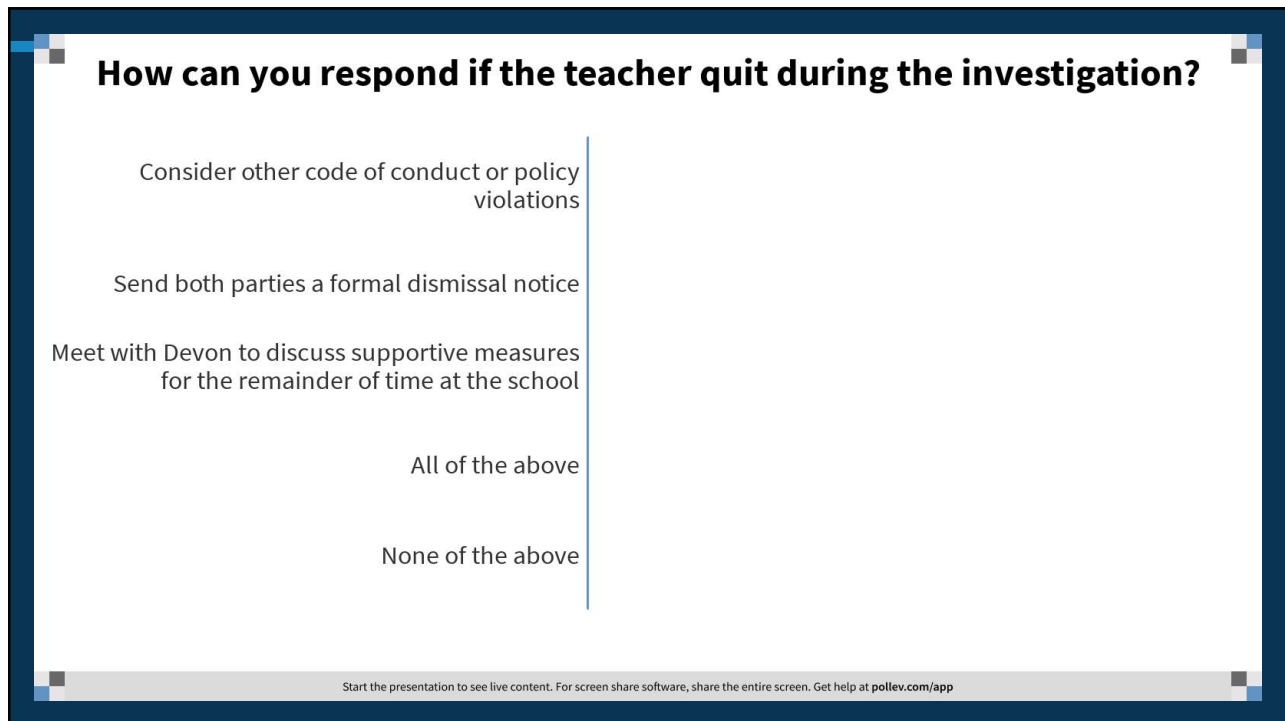 How can you respond if the teacher quit during the investigation?
Consider other code of conduct or policy
violations
Send both parties a formal dismissal notice
Meet with Devon to discuss supportive measures
for the remainder of time at the school
All of the above
None of the above
Start the presentation to see live content. For screen share software, share the entire screen. Get help at pollev.com/app